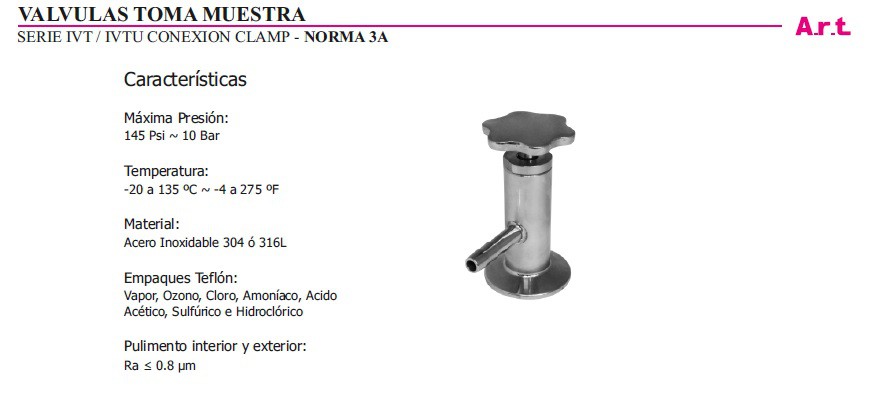 VALVULAS TOMA MUESTRA
SERIE IVT / IVTU CONEXION CLAMP - NORMA 3A
A.r.t.
Características
Máxima Presión:
145 Psi ~ 10 Bar
Temperatura:
-20 a 135 ºC ~ -4 a 275 ºF
Material:
Acero Inoxidable 304 ó 316L
Empaques Teflón:
Vapor, Ozono, Cloro, Amoníaco, Acido
Acético, Sulfúrico e Hidroclórico
Pulimento interior y exterior:
Ra ≤ 0.8 µm